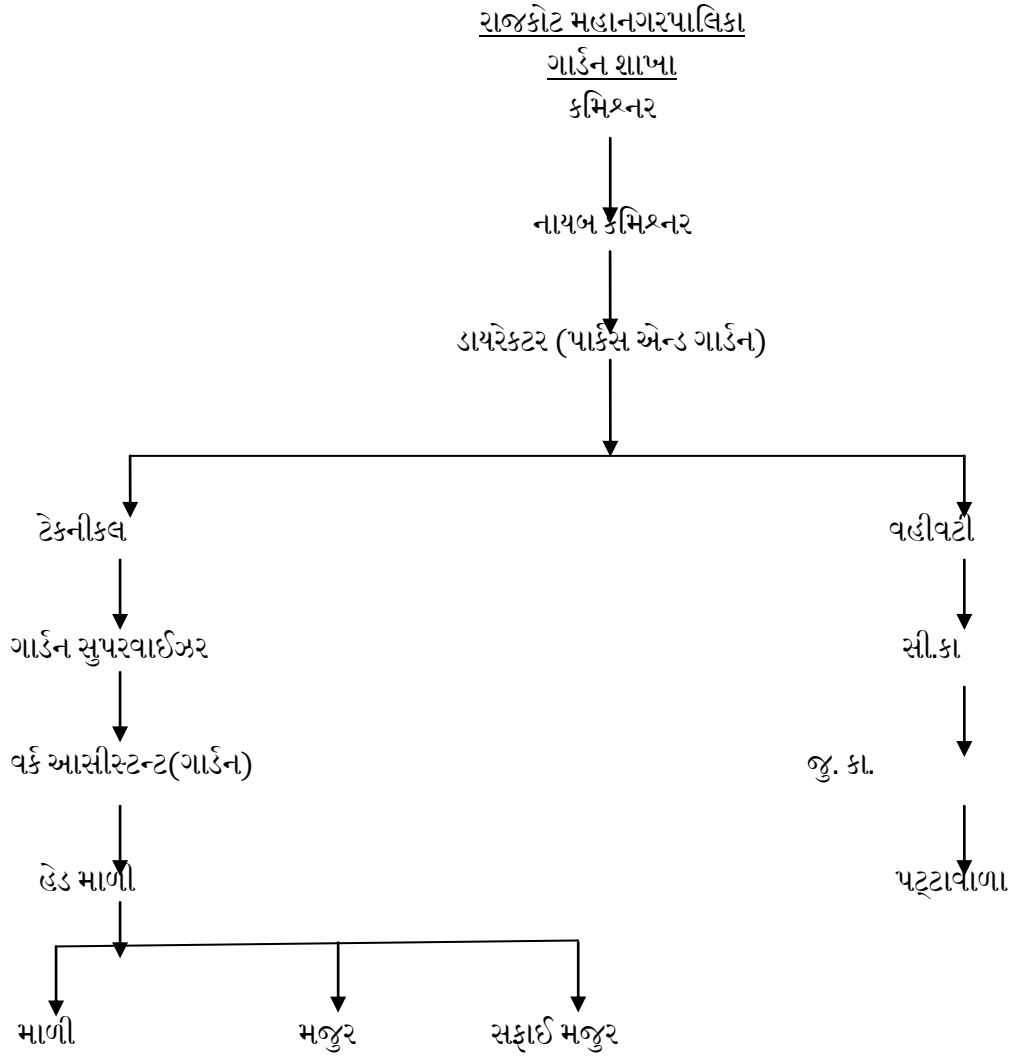 રાજકોટ મહાનગરપાલિકા
ગાર્ડન શાખા
કમિશ્નર
નાયબ કમિશ્નર
ડાયરેકટર (પાર્કસ એન્ડ ગાર્ડન)
ટેકનીકલ
વહીવટી
ગાર્ડન સુપરવાઈઝર
સી.કા
વર્ક આસીસ્ટન્ટ(ગાર્ડન)
જુ. કા.
હેડ માળી
પટ્ટાવાળા
માળી
મજુર
સફાઈ મજુર